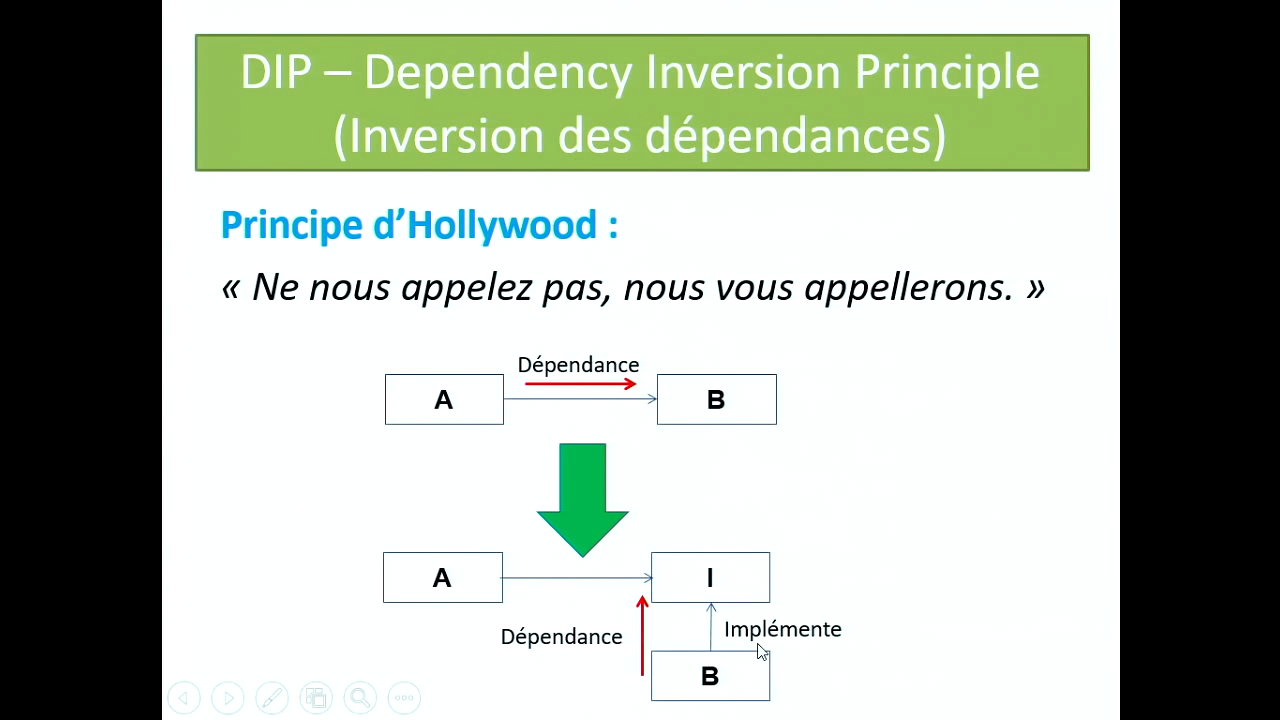 DIP – Dependency Inversion Principle
(Inversion des dépendances)
Principe d’Hollywood :
« Ne nous appelez pas, nous vous appellerons. »
Dépendance
A
B
A
I
Dépendance
Implémente
B